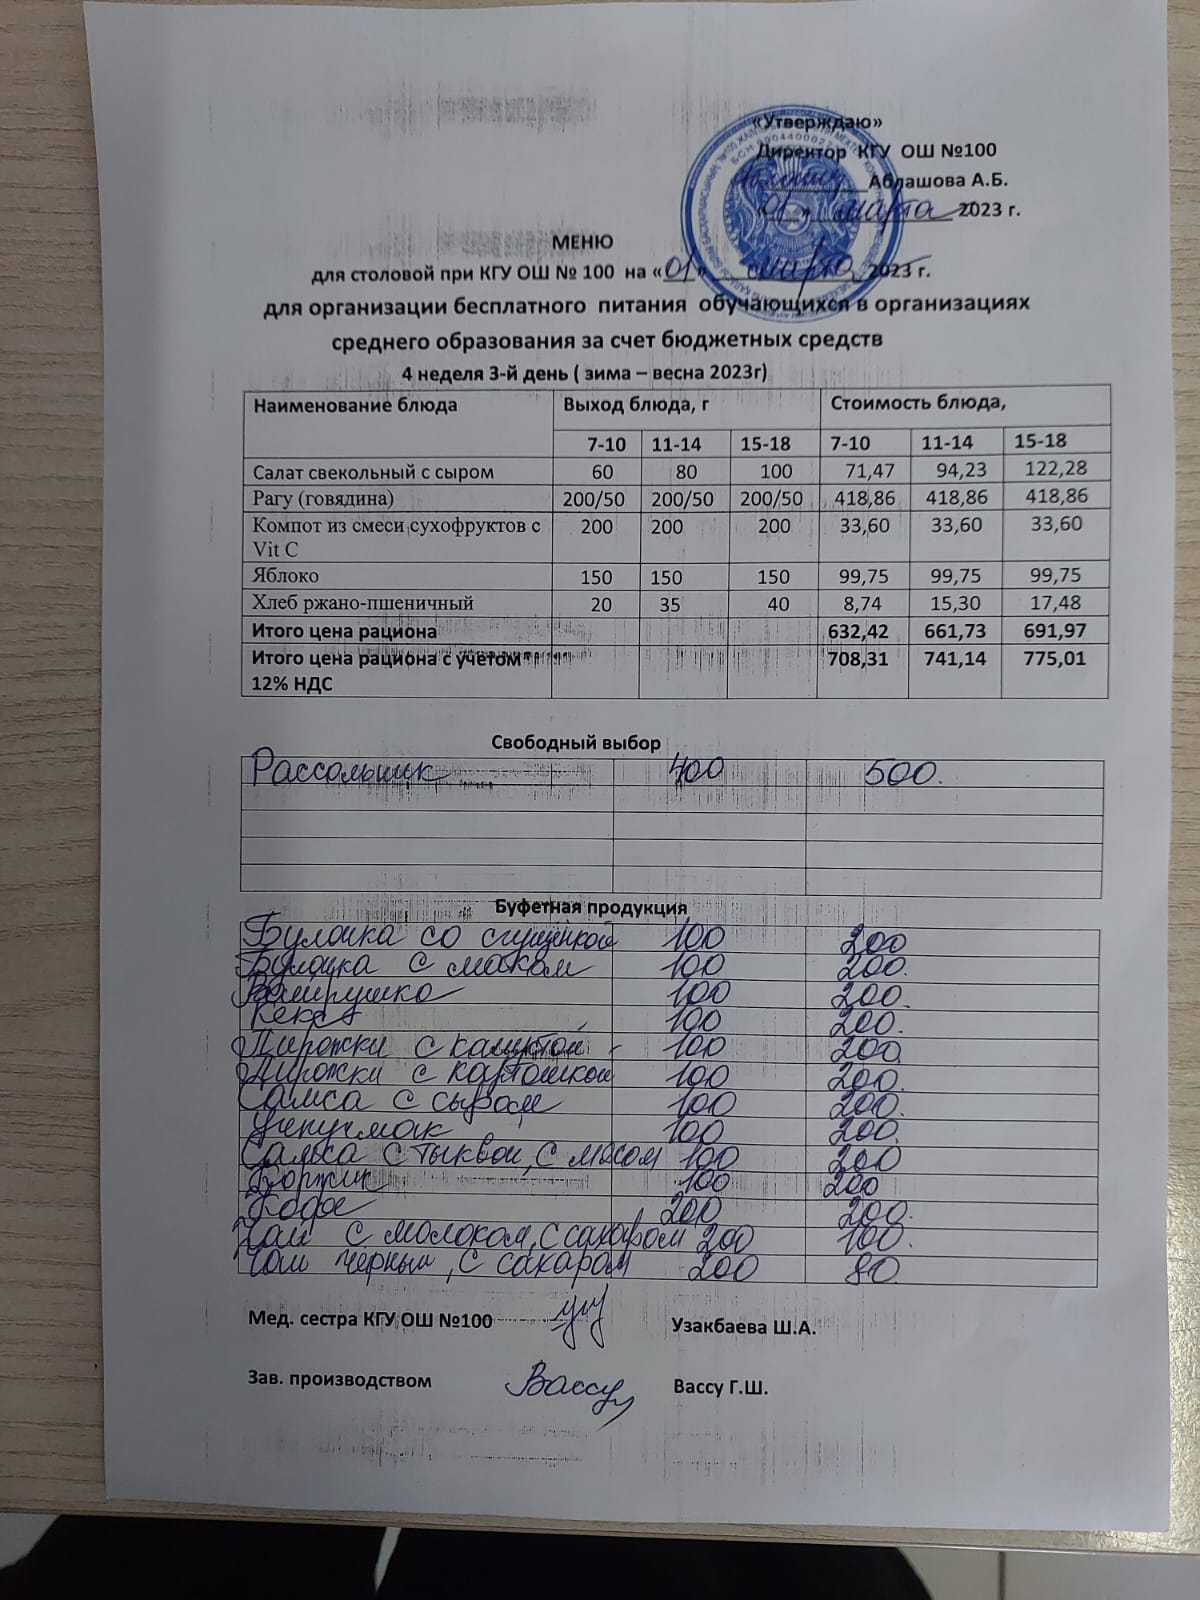 «Утверждаю»
Директор КГУ ОШ №100
Аблашова А.Б.
«01» марта 2023 г.
МЕНЮ
для столовой при КГУ ОШ № 100 на «01» марта 2023 г.
для организации бесплатного питания обучающихся в организациях
среднего образования за счет бюджетных средств
4 неделя 3-й день ( зима – весна 2023г)
Наименование блюда Выход блюда, г Стоимость блюда,
7-10 11-14 15-18 7-10 11-14 15-18
Салат свекольный с сыром 60 80 100 71,47 94,23 122,28
Рагу (говядина) 200/50 200/50 200/50 418,86 418,86 418,86
Компот из смеси сухофруктов с 200 200 200 33,60 33,60 33,60
Vit C
Яблоко 150 150 150 99,75 99,75 99,75
Хлеб ржано-пшеничный 20 35 40 8,74 15,30 17,48
Итого цена рациона 632,42 661,73 691,97
Итого цена рациона с учетом 708,31 741,14 775,01
12% НДС
Свободный выбор
Рассольник 400 500.
Буфетная продукция
Булочка со сгущенкой 100 200
Булочка с маком 100 200.
Ватрушка 100 200.
Кекс 100 200.
Пирожки с капустой 100 200
Пирожки с картошкой 100 200.
Самса с сыром 100 200.
Учпучмак 100 200.
Самса с тыквой, с мясом 100 200
Коржик 100 200
Кофе 200 200.
Чай с молоком, с сахаром 200 100.
Чай черный, с сахаром 200 80
Мед. сестра КГУ ОШ №100 Узакбаева Ш.А.
Зав. производством Вассу Вассу Г.Ш.